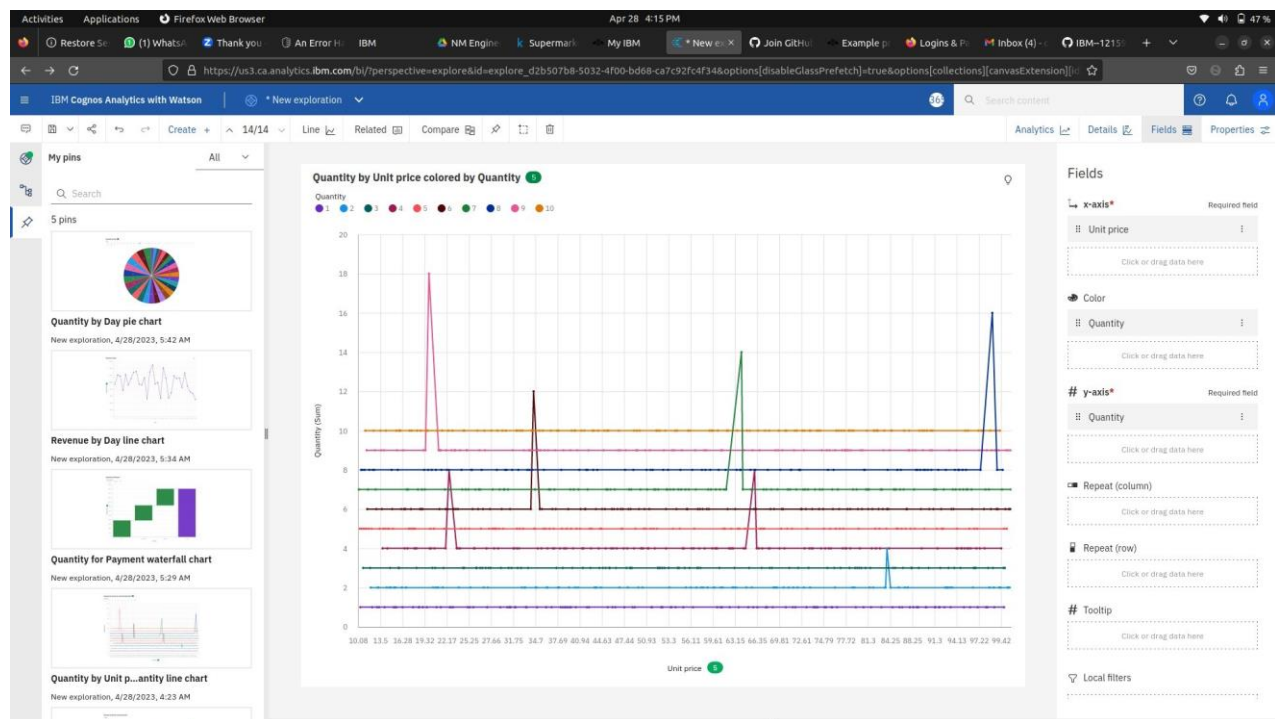 Activities Applications Firefox Web Browser Apr 28 4:15 PM 47 %
Restore Se (1) WhatsA Thank you An Error H IBM NM Engine Supermark My IBM * New ex Join GitHu Example p Logins & P Inbox (4) - IBM–1215
https://us3.ca.analytics.ibm.com/bi/?perspective=explore&id=explore_d2b507b8-5032-4f00-bd68-ca7c92fc4f34&options[disableGlassPrefetch]=true&options[collections][canvasExtension][id
IBM Cognos Analytics with Watson * New exploration Search content
Create + 14/14 Line Related Compare Analytics Details Fields Properties
My pins All
Search
5 pins
Quantity by Day pie chart
New exploration, 4/28/2023, 5:42 AM
Revenue by Day line chart
New exploration, 4/28/2023, 5:34 AM
Quantity for Payment waterfall chart
New exploration, 4/28/2023, 5:29 AM
Quantity by Unit p...antity line chart
New exploration, 4/28/2023, 4:23 AM
Quantity by Unit price colored by Quantity 5
Quantity
1 2 3 4 5 6 7 8 9 10
20
18
16
14
12
10
8
6
4
2
0
Quantity (Sum)
10.08 13.5 16.28 19.32 22.17 25.25 27.66 31.75 34.7 37.69 40.94 44.63 47.44 50.93 53.3 56.11 59.61 63.15 66.35 69.81 72.61 74.79 77.72 81.3 84.25 88.25 91.3 94.13 97.22 99.42
Unit price 5
Fields
x-axis* Required field
Unit price
Click or drag data here
Color
Quantity
Click or drag data here
# y-axis* Required field
Quantity
Click or drag data here
Repeat (column)
Click or drag data here
Repeat (row)
Click or drag data here
# Tooltip
Click or drag data here
Local filters